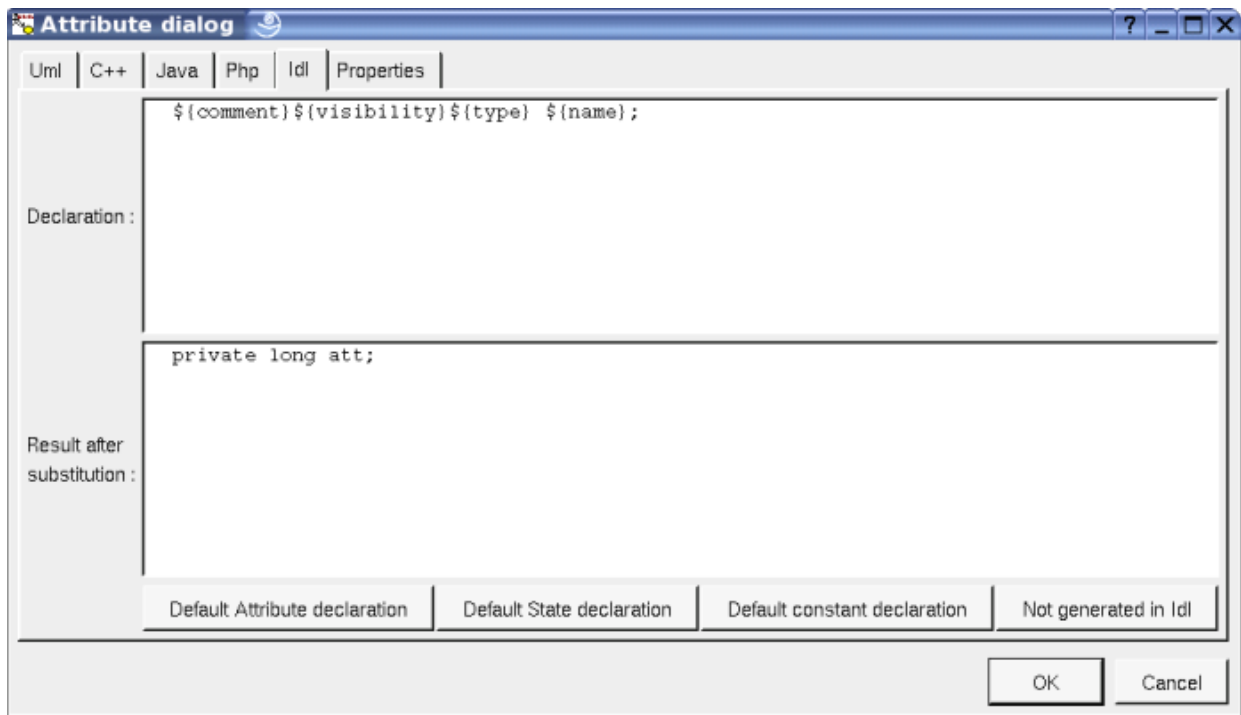 Attribute dialog
?
Uml C++ Java Php Idl Properties
Declaration :
${comment}${visibility}${type} ${name};
Result after
substitution :
private long att;
Default Attribute declaration Default State declaration Default constant declaration Not generated in Idl
OK Cancel